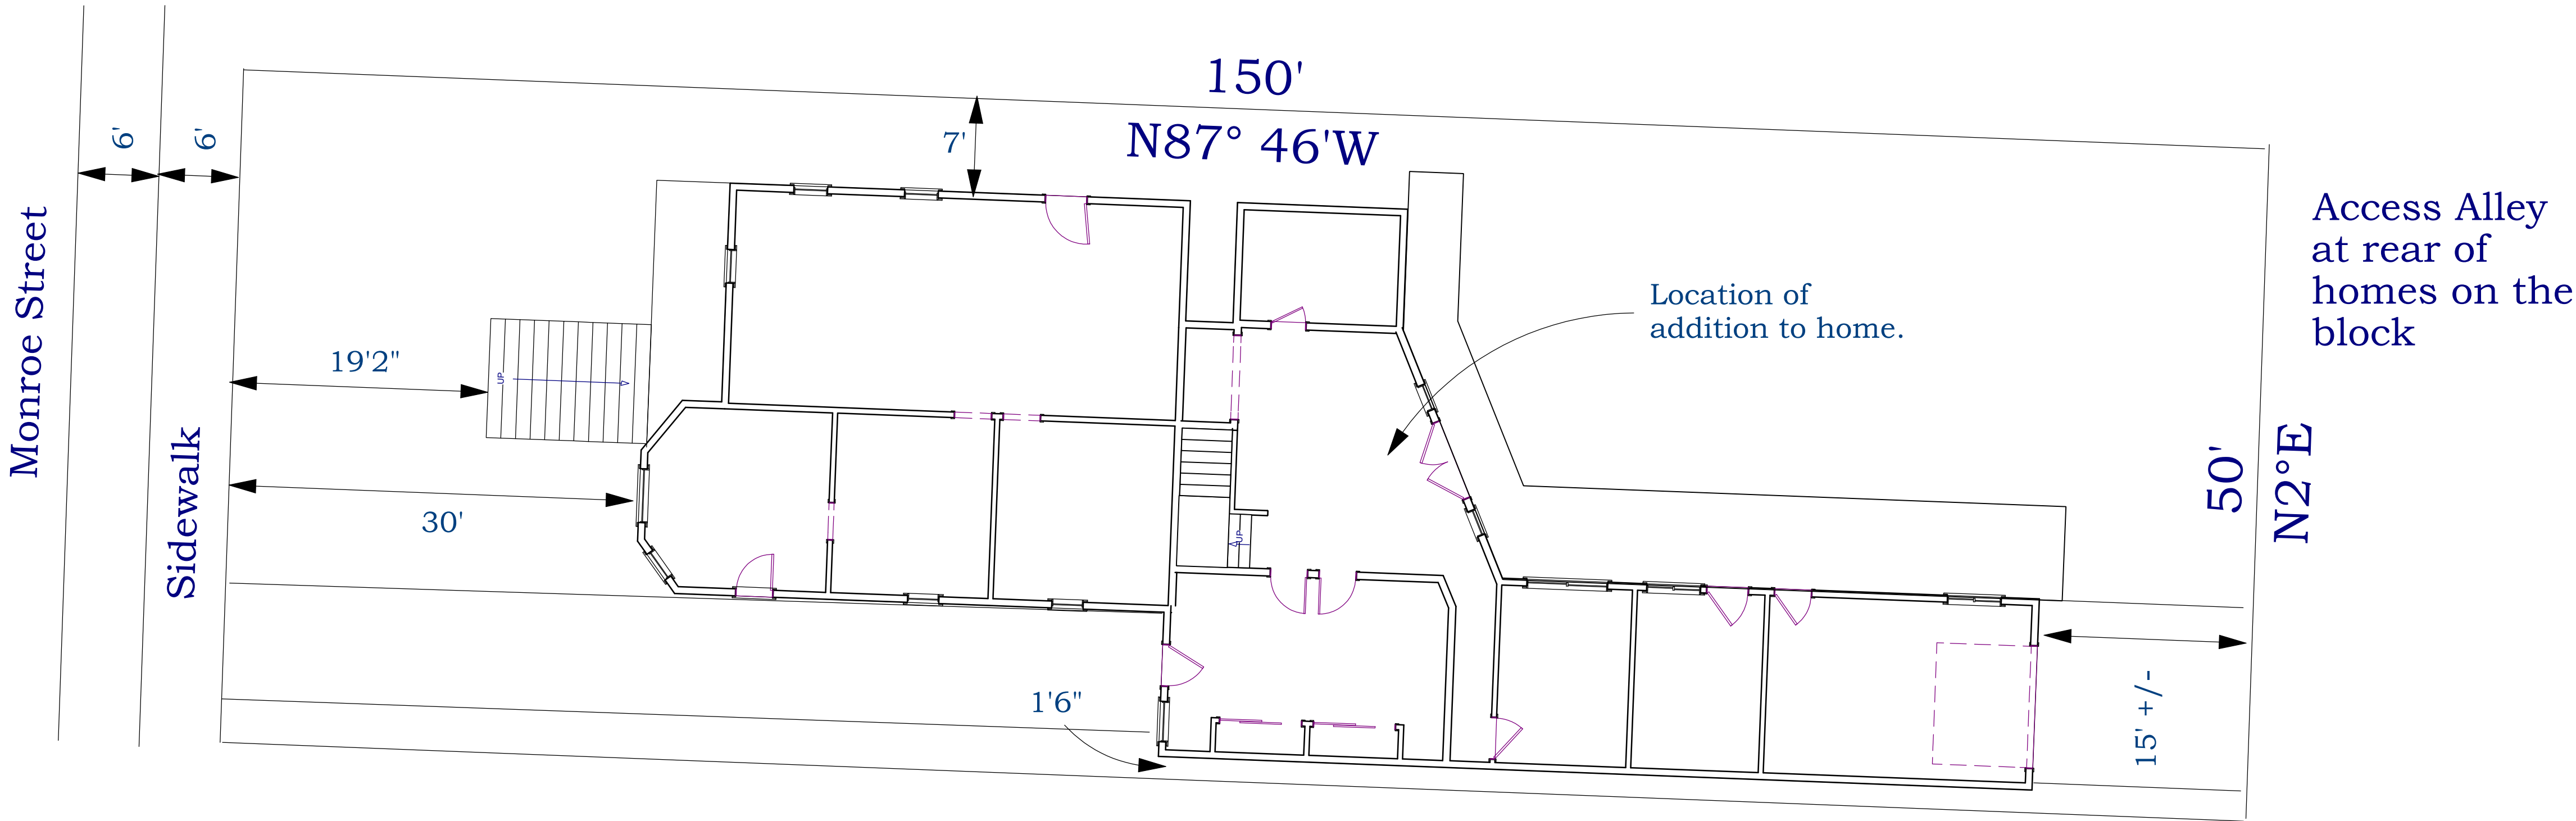 150'
N87° 46'W
6'
6'
7'
Monroe Street
Sidewalk
19'2"
UP
30'
Location of
addition to home.
Access Alley
at rear of
homes on the
block
50'
N2°E
UP
1'6"
15' +/-